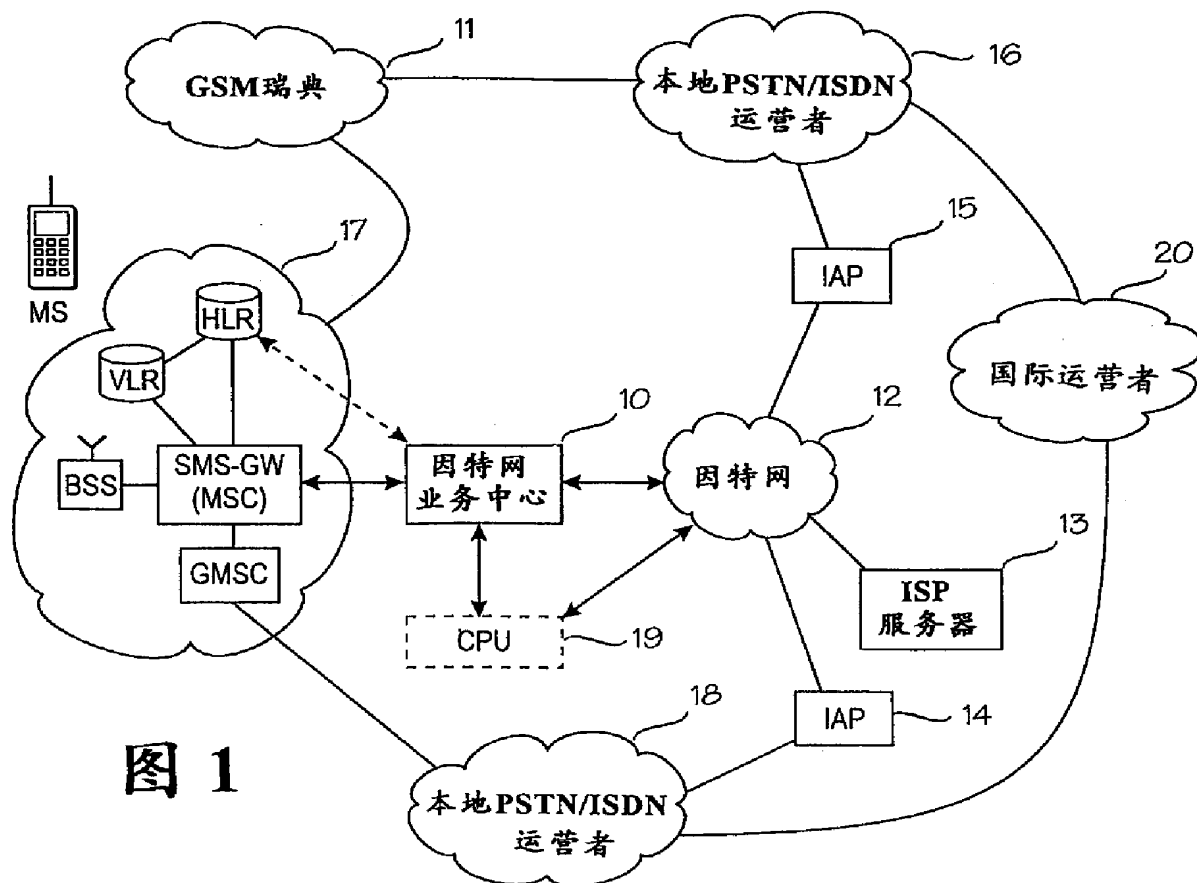 11
GSM瑞典
16
本地PSTN/ISDN
运营者
15
IAP
17
MS
HLR
VLR
20
国际运营者
10
因特网
业务中心
12
因特网
BSS
SMS-GW
(MSC)
GMSC
13
ISP
服务器
CPU
19
IAP
14
18
本地PSTN/ISDN
运营者
图 1